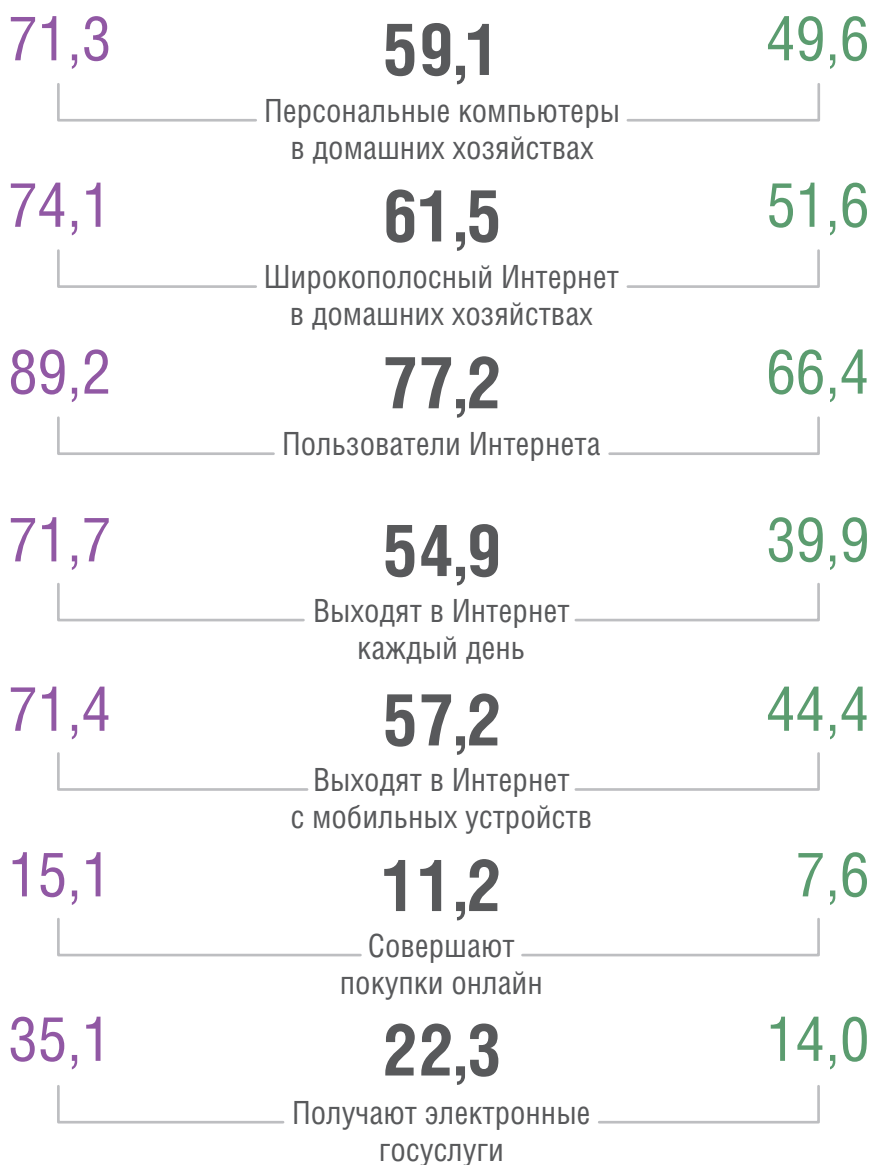 71,3 59,1 49,6
Персональные компьютеры
в домашних хозяйствах
74,1 61,5 51,6
Широкополосный Интернет
в домашних хозяйствах
89,2 77,2 66,4
Пользователи Интернета
71,7 54,9 39,9
Выходят в Интернет
каждый день
71,4 57,2 44,4
Выходят в Интернет
с мобильных устройств
15,1 11,2 7,6
Совершают
покупки онлайн
35,1 22,3 14,0
Получают электронные
госуслуги